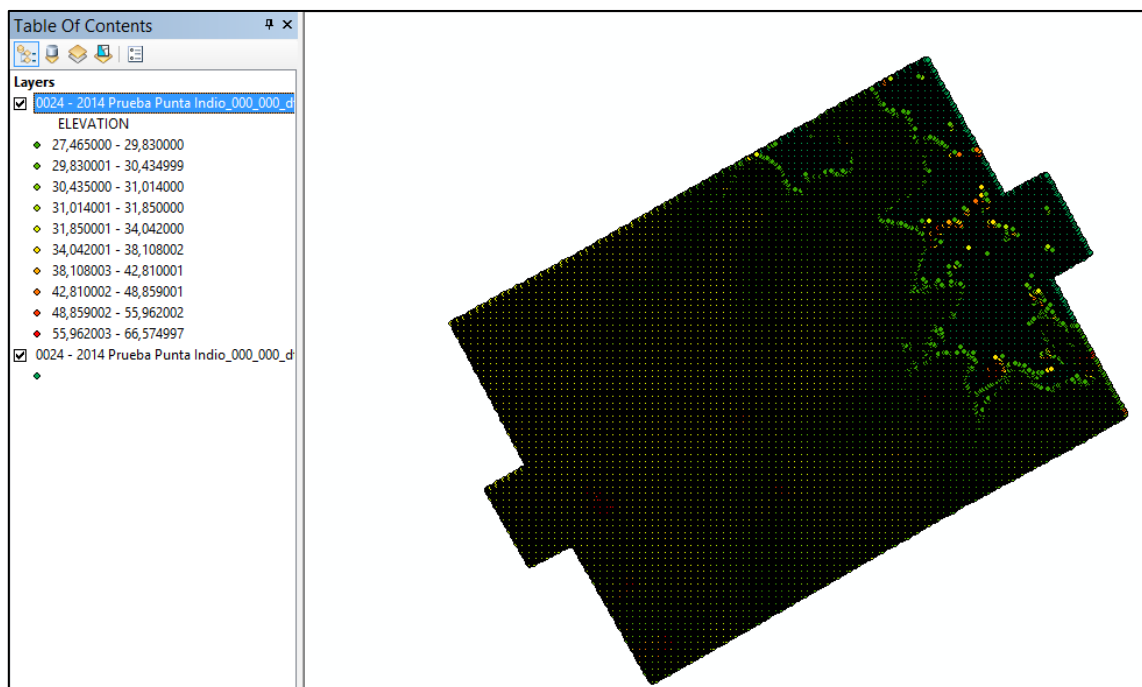 Table Of Contents
Layers
0024 - 2014 Prueba Punta Indio_000_000_d
ELEVATION
27,465000 - 29,830000
29,830001 - 30,434999
30,435000 - 31,014000
31,014001 - 31,850000
31,850001 - 34,042000
34,042001 - 38,108002
38,108003 - 42,810001
42,810002 - 48,859001
48,859002 - 55,962002
55,962003 - 66,574997
0024 - 2014 Prueba Punta Indio_000_000_d